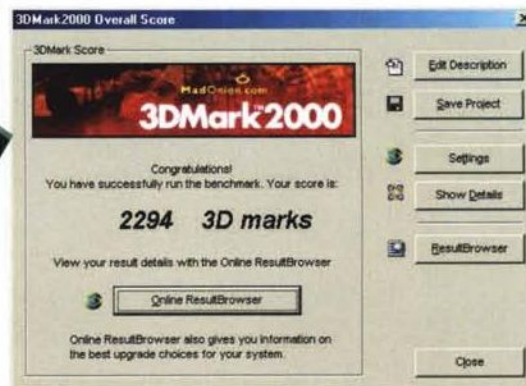 3DMark2000 Overall Score
3DMark Score
MadOnion.com
3DMark™2000
Congratulations!
You have successfully run the benchmark. Your score is:
2294 3D marks
View your result details with the Online ResultBrowser
Online ResultBrowser
Online ResultBrowser also gives you information on
the best upgrade choices for your system.
Edit Description
Save Project
Settings
Show Details
ResultBrowser
Close